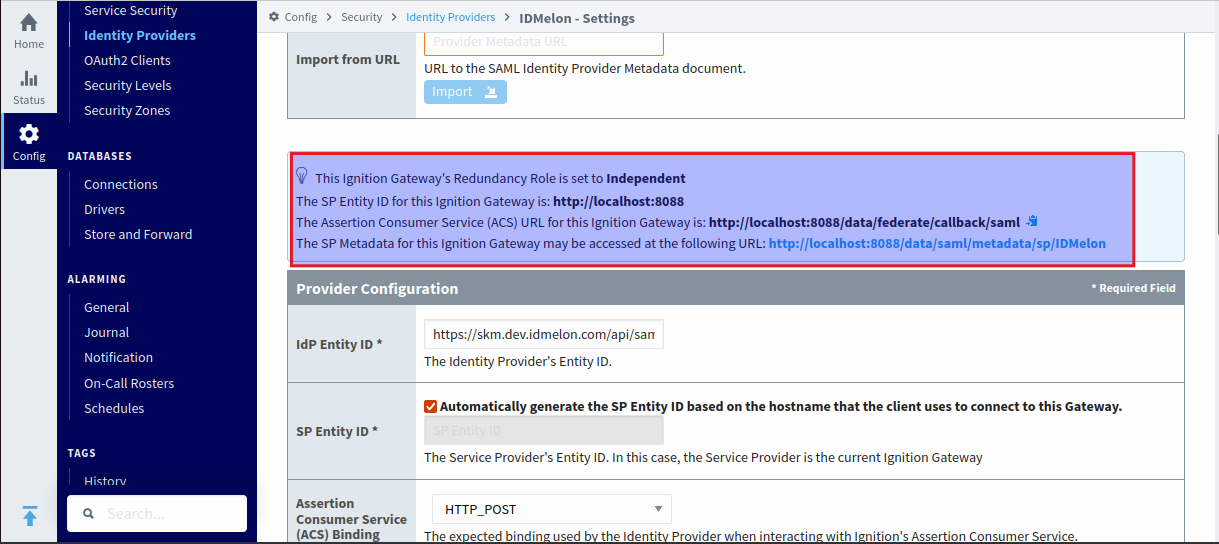 Home
Status
Config
Service Security
Identity Providers
OAuth2 Clients
Security Levels
Security Zones
DATABASES
Connections
Drivers
Store and Forward
ALARMING
General
Journal
Notification
On-Call Rosters
Schedules
TAGS
History
Search...
Config > Security > Identity Providers > IDMelon - Settings
Import from URL
Provider Metadata URL
URL to the SAML Identity Provider Metadata document.
Import
This Ignition Gateway's Redundancy Role is set to Independent
The SP Entity ID for this Ignition Gateway is: http://localhost:8088
The Assertion Consumer Service (ACS) URL for this Ignition Gateway is: http://localhost:8088/data/federate/callback/saml
The SP Metadata for this Ignition Gateway may be accessed at the following URL: http://localhost:8088/data/saml/metadata/sp/IDMelon
Provider Configuration
* Required Field
IdP Entity ID *
https://skm.dev.idmelon.com/api/sam
The Identity Provider's Entity ID.
SP Entity ID *
Automatically generate the SP Entity ID based on the hostname that the client uses to connect to this Gateway.
SP Entity ID
The Service Provider's Entity ID. In this case, the Service Provider is the current Ignition Gateway
Assertion
Consumer Service
(ACS) Binding
HTTP_POST
The expected binding used by the Identity Provider when interacting with Ignition's Assertion Consumer Service.